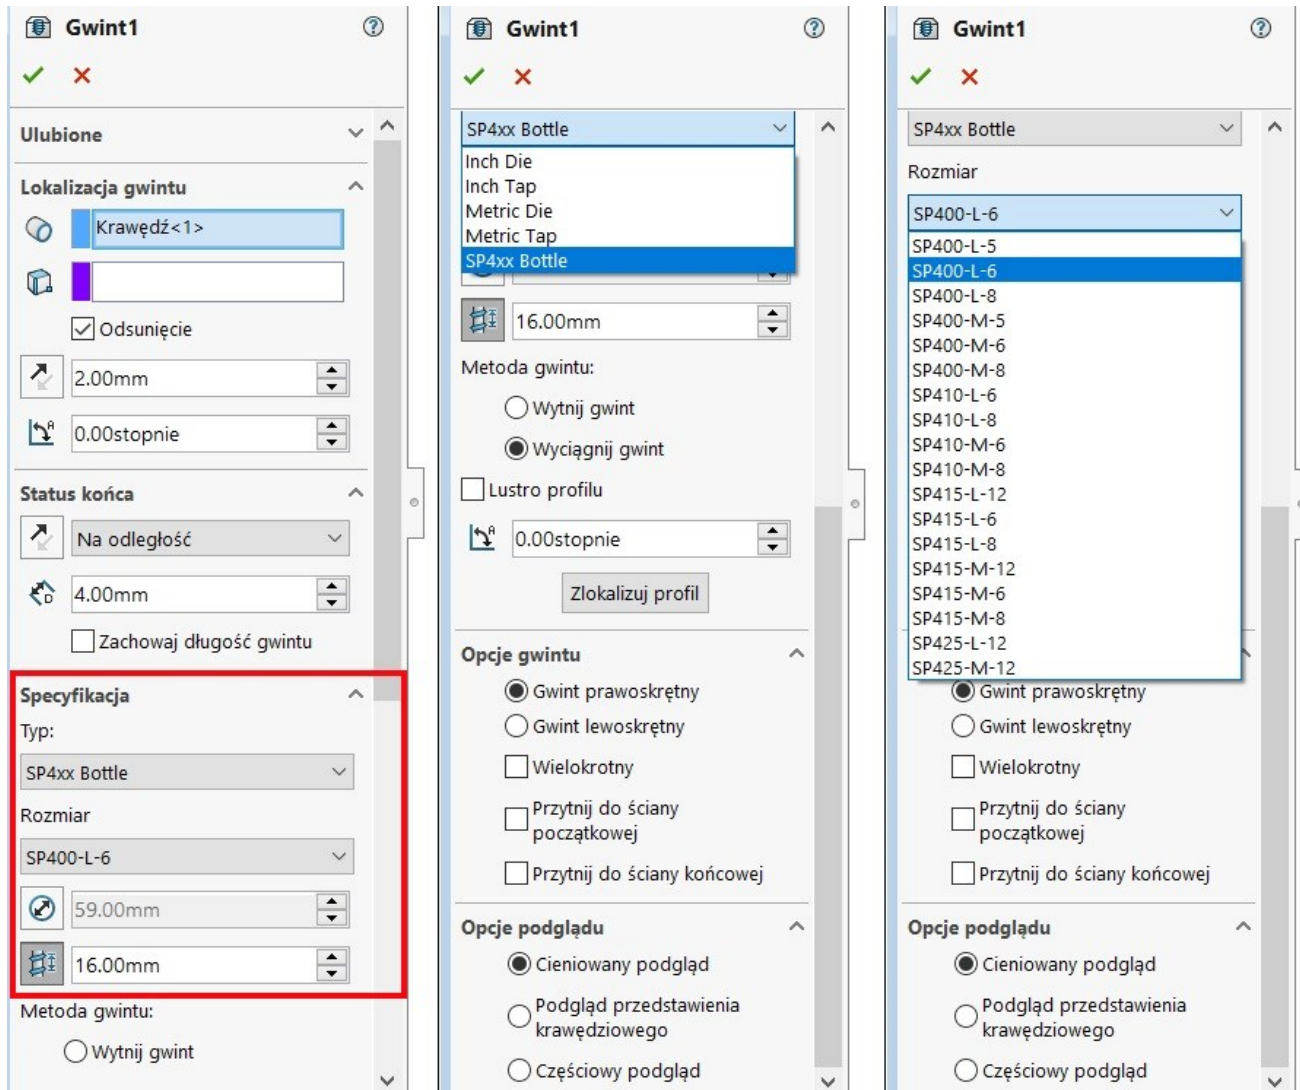 Gwint1
Ulubione
Lokalizacja gwintu
Krawędź<1>
Odsunięcie
2.00mm
0.00stopnie
Status końca
Na odległość
4.00mm
Zachowaj długość gwintu
Specyfikacja
Typ:
SP4xx Bottle
Rozmiar
SP400-L-6
59.00mm
16.00mm
Metoda gwintu:
Wytnij gwint
Gwint1
SP4xx Bottle
Inch Die
Inch Tap
Metric Die
Metric Tap
SP4xx Bottle
16.00mm
Metoda gwintu:
Wytnij gwint
Wyciągnij gwint
Lustro profilu
0.00stopnie
Zlokalizuj profil
Opcje gwintu
Gwint prawoskrętny
Gwint lewoskrętny
Wielokrotny
Przytnij do ściany
początkowej
Przytnij do ściany końcowej
Opcje podglądu
Cieniowany podgląd
Podgląd przedstawienia
krawędziowego
Częściowy podgląd
Gwint1
SP4xx Bottle
Rozmiar
SP400-L-6
SP400-L-5
SP400-L-6
SP400-L-8
SP400-M-5
SP400-M-6
SP400-M-8
SP410-L-6
SP410-L-8
SP410-M-6
SP410-M-8
SP415-L-12
SP415-L-6
SP415-L-8
SP415-M-12
SP415-M-6
SP415-M-8
SP425-L-12
SP425-M-12
Gwint prawoskrętny
Gwint lewoskrętny
Wielokrotny
Przytnij do ściany
początkowej
Przytnij do ściany końcowej
Opcje podglądu
Cieniowany podgląd
Podgląd przedstawienia
krawędziowego
Częściowy podgląd